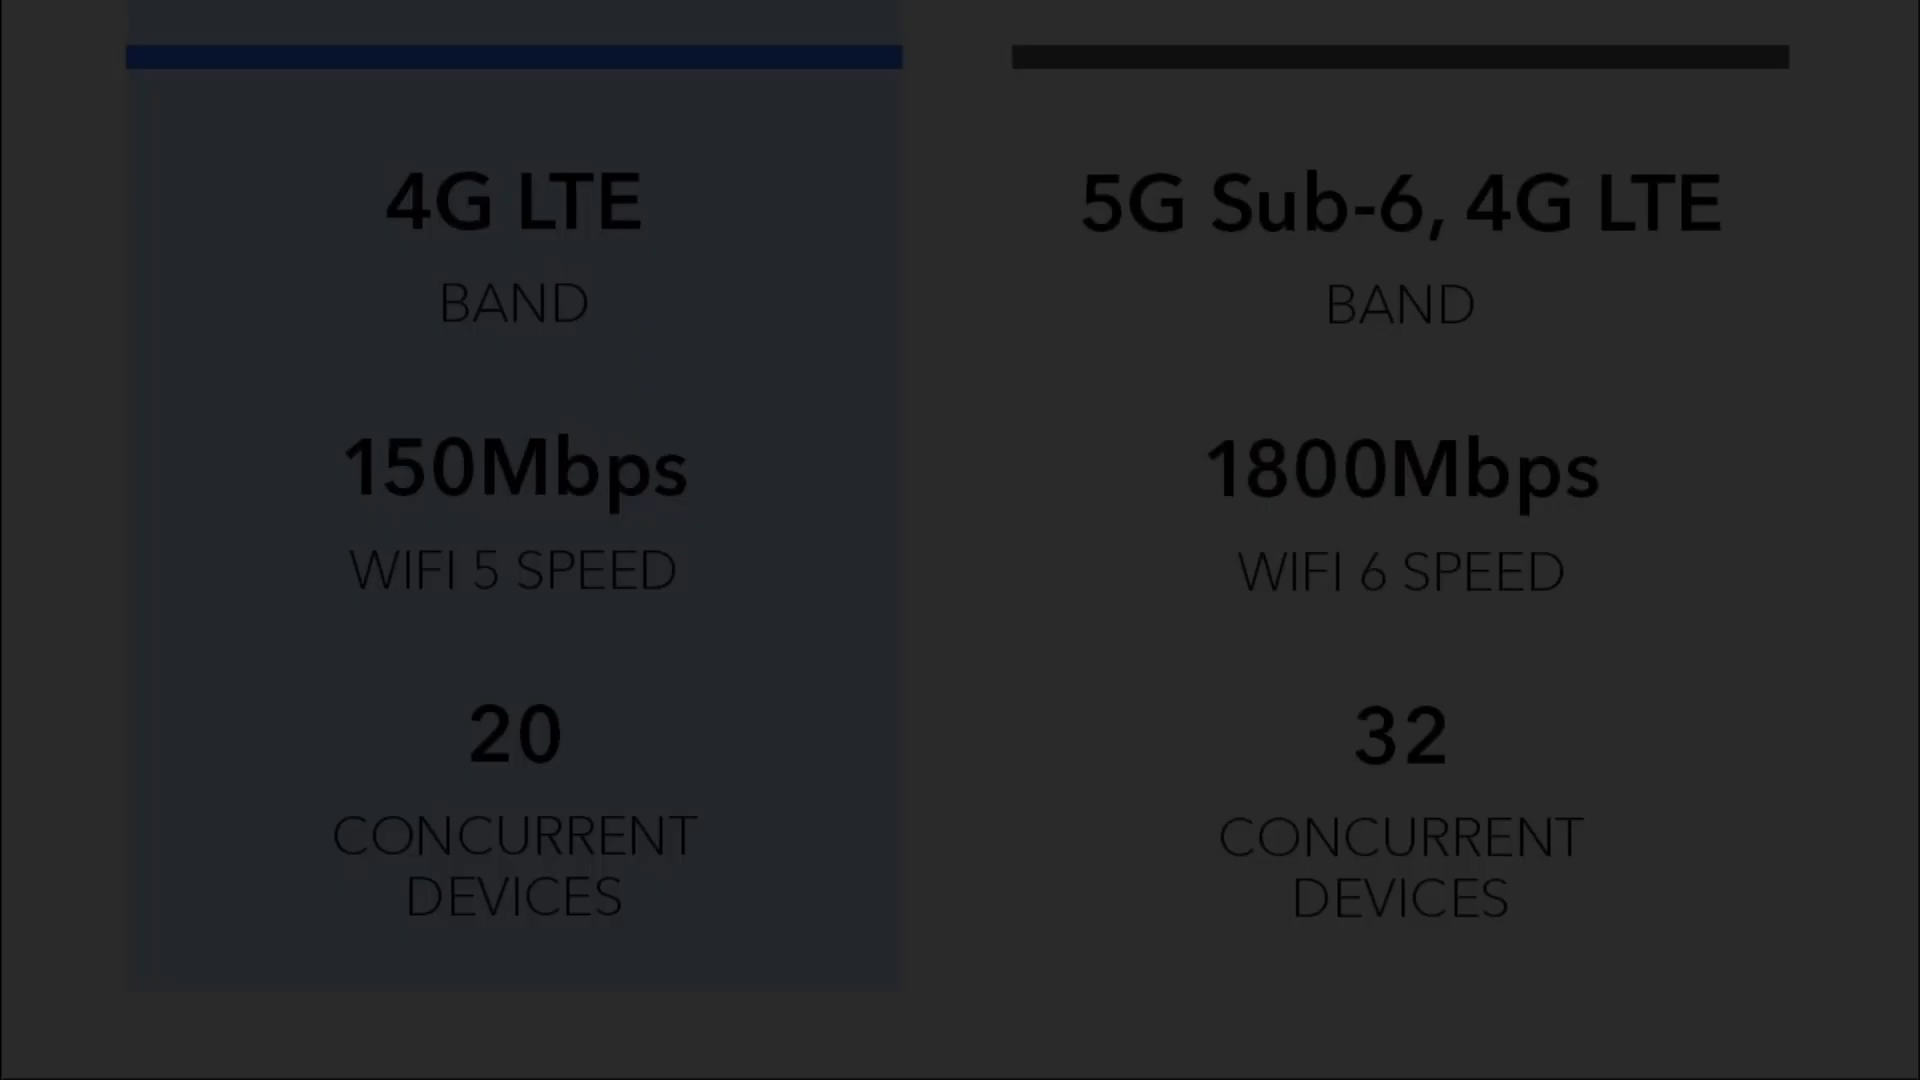 4G LTE
BAND
150Mbps
WIFI 5 SPEED
20
CONCURRENT
DEVICES
5G Sub-6, 4G LTE
BAND
1800Mbps
WIFI 6 SPEED
32
CONCURRENT
DEVICES